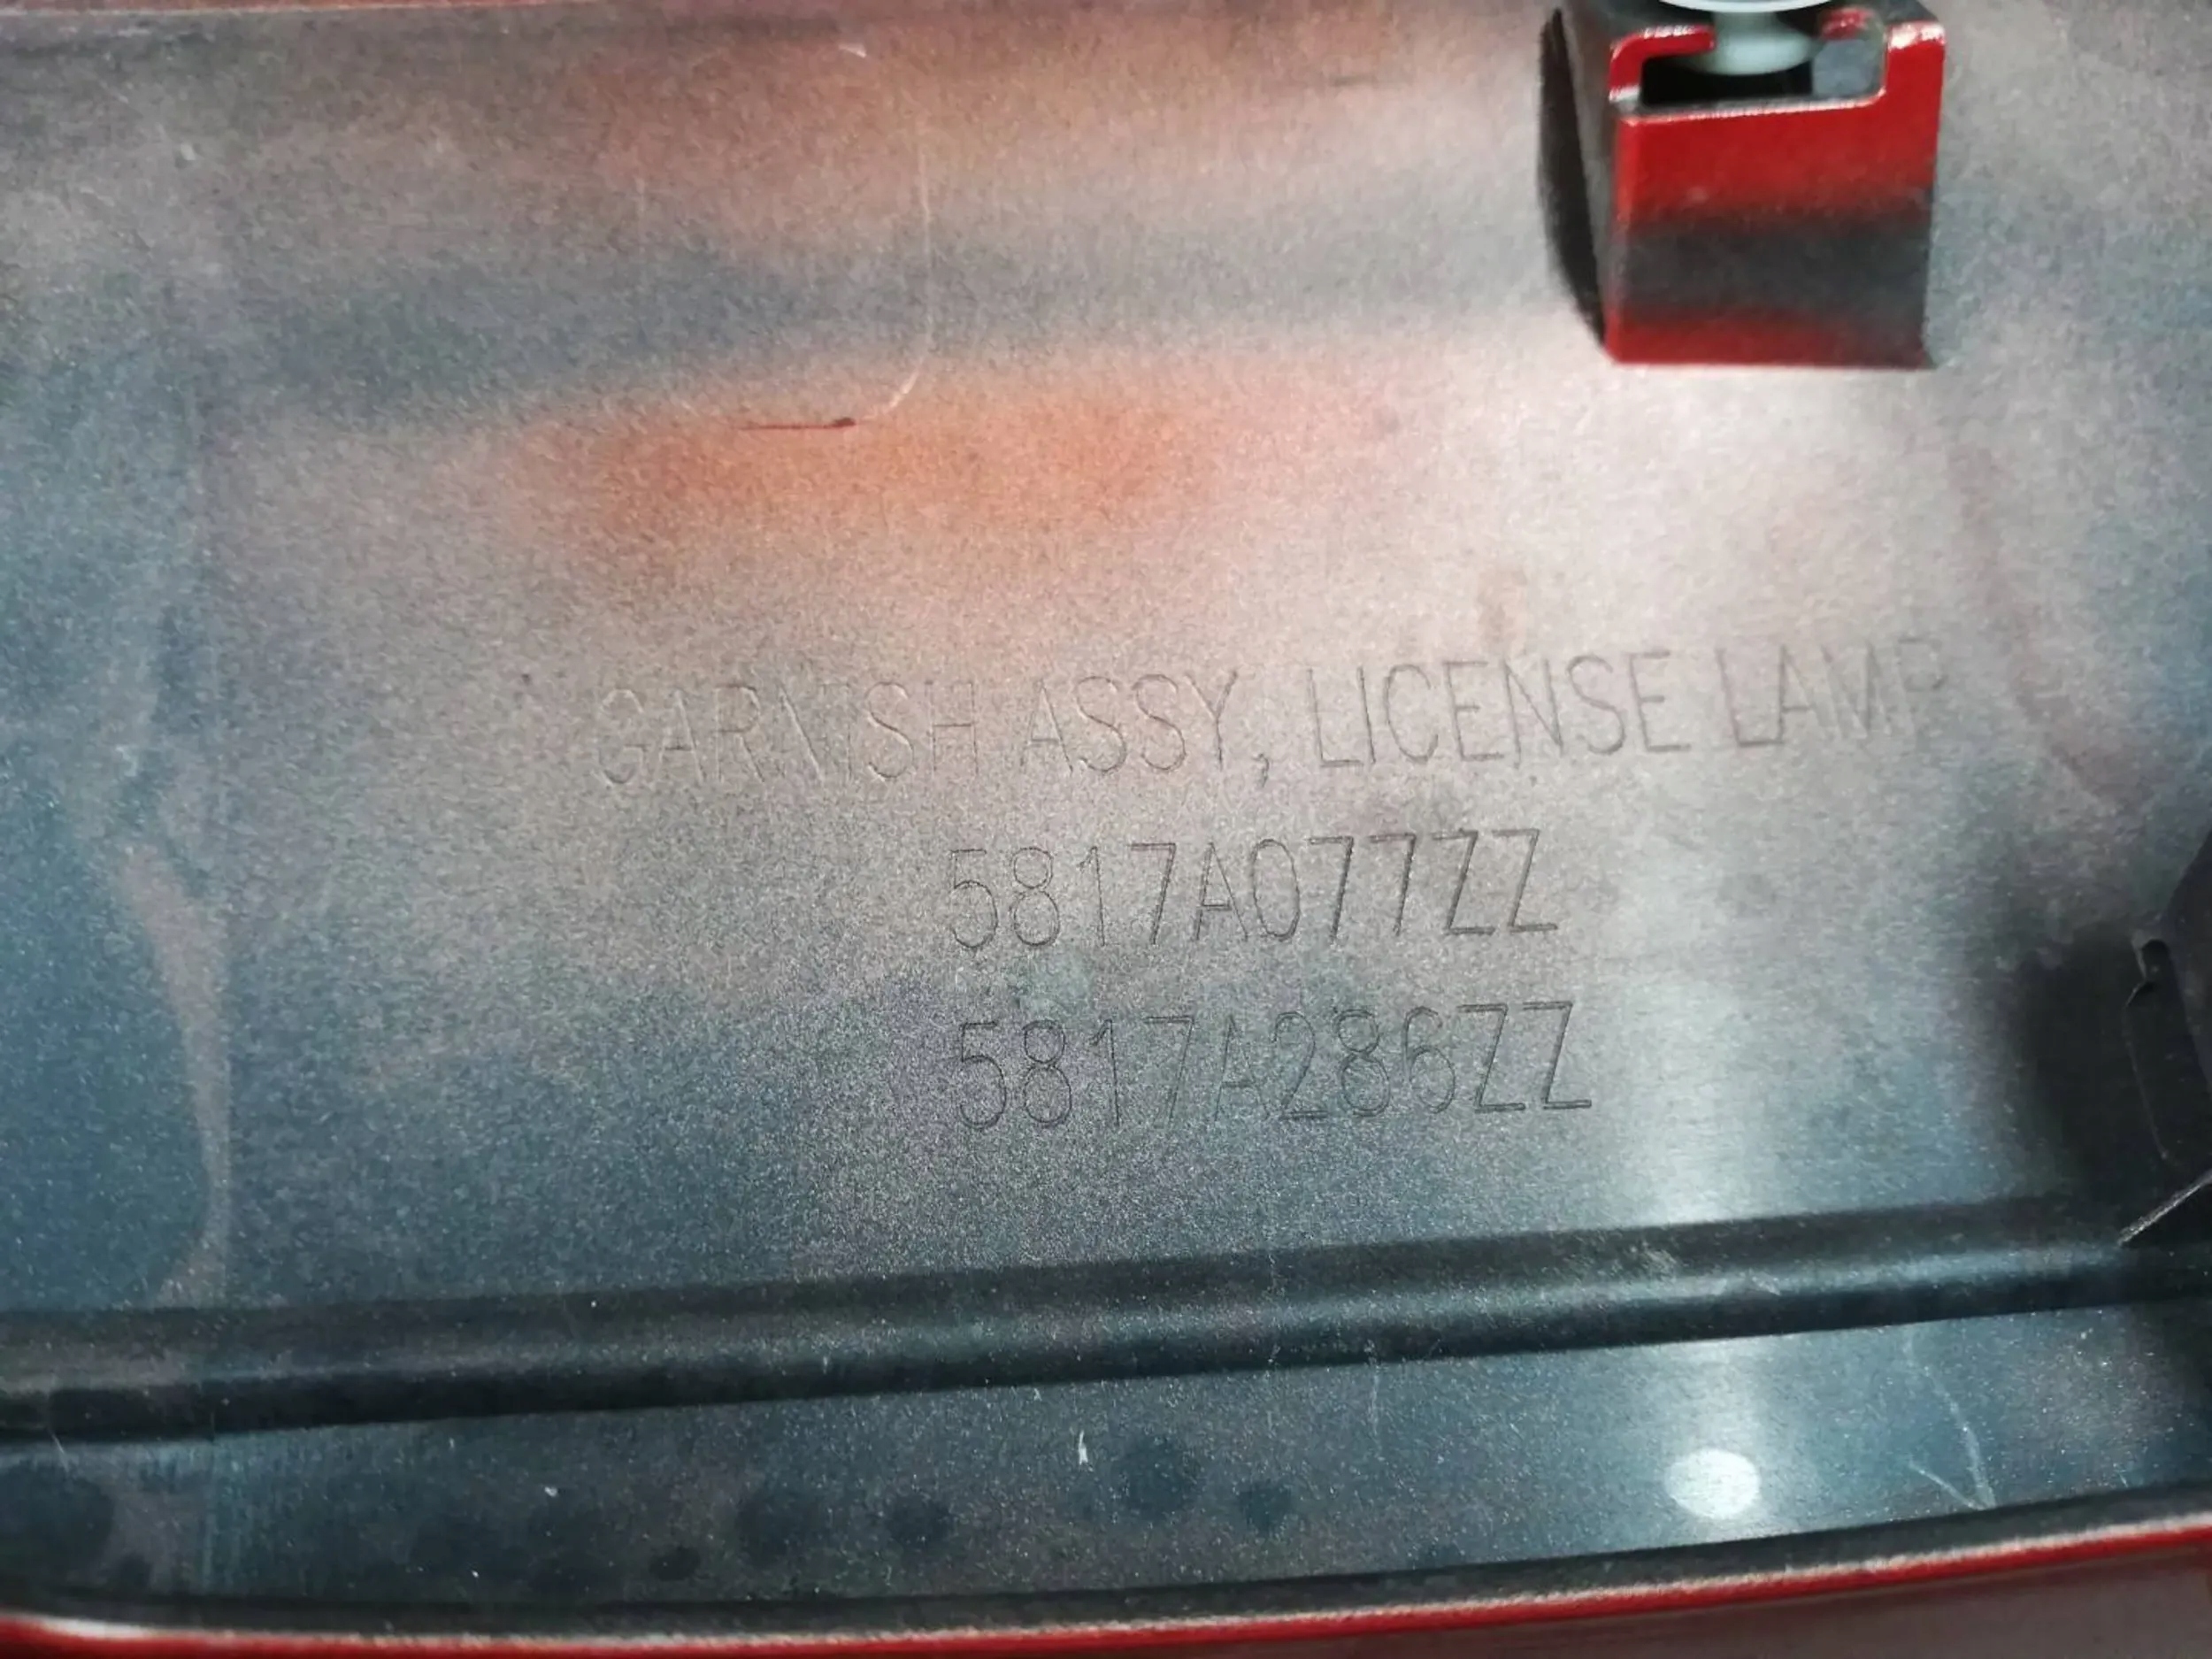 GARNISH ASSY, LICENSE LAMP
5817A077ZZ
5817A286ZZ